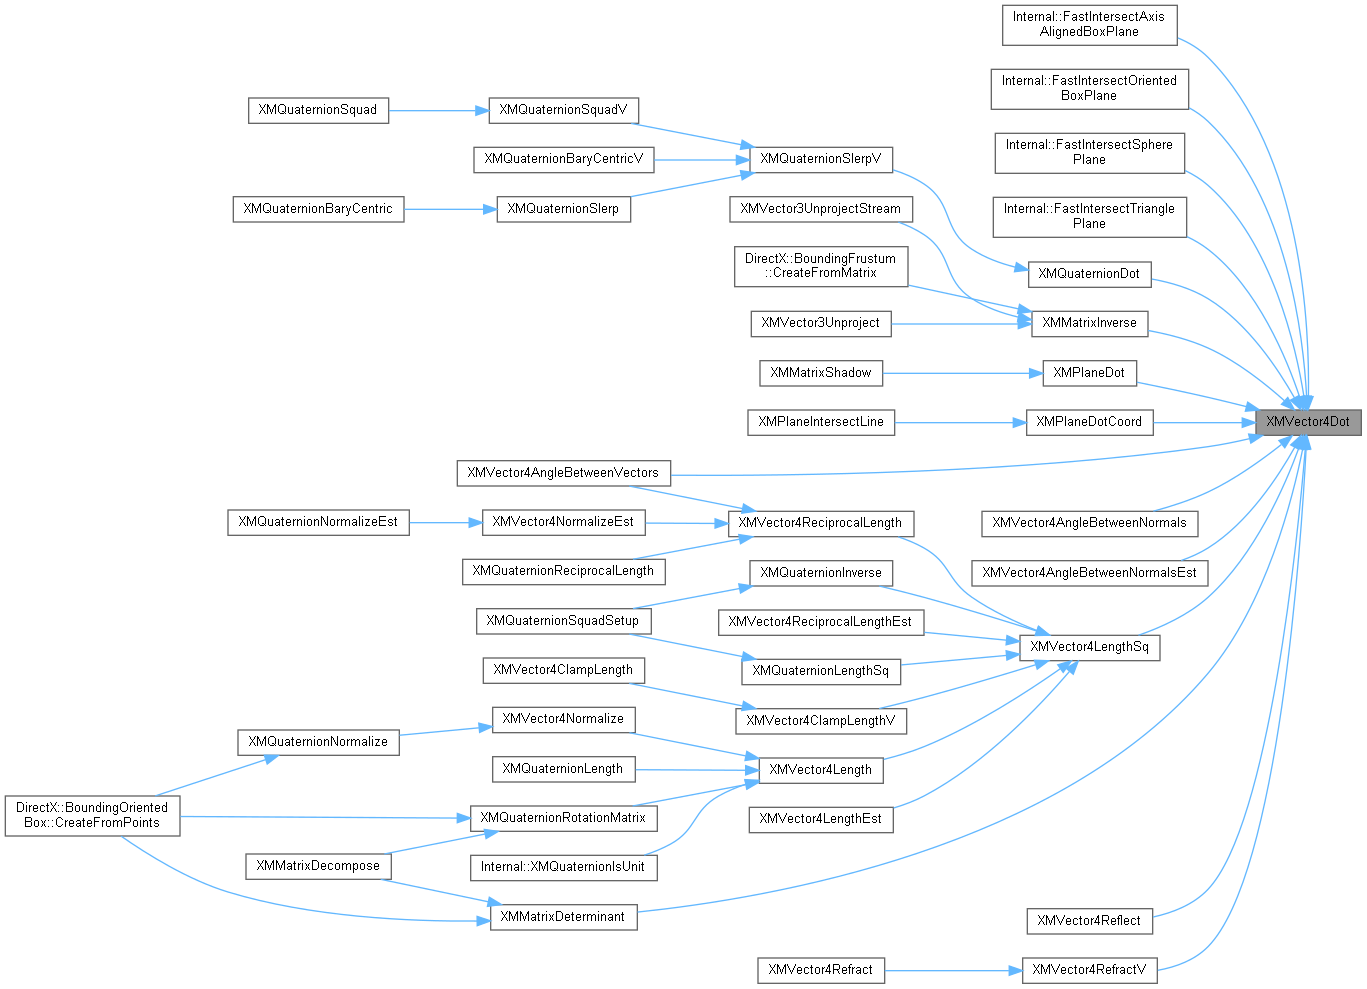 Internal::FastIntersectAxis
AlignedBoxPlane
Internal::FastIntersectOriented
BoxPlane
XMQuaternionSquad
XMQuaternionSquadV
Internal::FastIntersectSphere
Plane
XMQuaternionBaryCentricV
XMQuaternionSlerpV
XMQuaternionBaryCentric
XMQuaternionSlerp
XMVector3UnprojectStream
Internal::FastIntersectTriangle
Plane
DirectX::BoundingFrustum
::CreateFromMatrix
XMQuaternionDot
XMVector3Unproject
XMMatrixInverse
XMMatrixShadow
XMPlaneDot
XMPlaneIntersectLine
XMPlaneDotCoord
XMVector4Dot
XMVector4AngleBetweenVectors
XMQuaternionNormalizeEst
XMVector4NormalizeEst
XMVector4ReciprocalLength
XMVector4AngleBetweenNormals
XMQuaternionReciprocalLength
XMQuaternionInverse
XMVector4AngleBetweenNormalsEst
XMQuaternionSquadSetup
XMVector4ReciprocalLengthEst
XMVector4LengthSq
XMVector4ClampLength
XMQuaternionLengthSq
XMVector4Normalize
XMVector4ClampLengthV
XMQuaternionNormalize
XMQuaternionLength
XMVector4Length
DirectX::BoundingOriented
Box::CreateFromPoints
XMQuaternionRotationMatrix
XMVector4LengthEst
XMMatrixDecompose
Internal::XMQuaternionIsUnit
XMMatrixDeterminant
XMVector4Reflect
XMVector4Refract
XMVector4RefractV